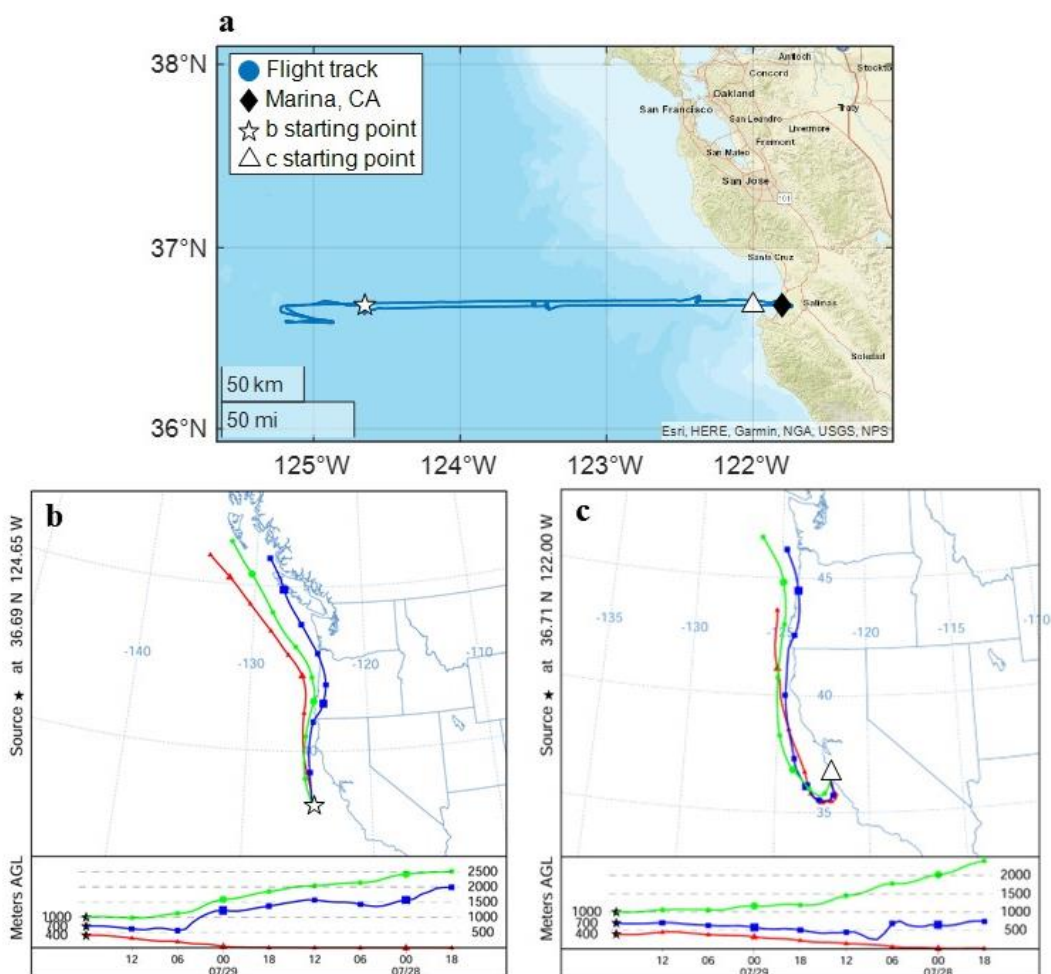 a
38°N
37°N
36°N
Flight track
Marina, CA
b starting point
c starting point
Antioch
Concord
Stockto
Oakland
San Francisco
San Leandro
Tracy
Livermore
Fremont
San Mateo
San Jose
101
Santa Cruz
Salinas
Soledad
50 km
50 mi
Esri, HERE, Garmin, NGA, USGS, NPS
125°W 124°W 123°W 122°W
b
Source ★ at 36.69 N 124.65 W
-140 -130 -120 -110
Meters AGL
1000
700
400
2500
2000
1500
1000
500
12 06 00 18 12 06 00 18
07/29 07/28
c
Source ★ at 36.71 N 122.00 W
-135 -130 -120 -115 -110
45
40
35
Meters AGL
1000
700
400
2000
1500
1000
500
12 06 00 18 12 06 00 18
07/29 07/28